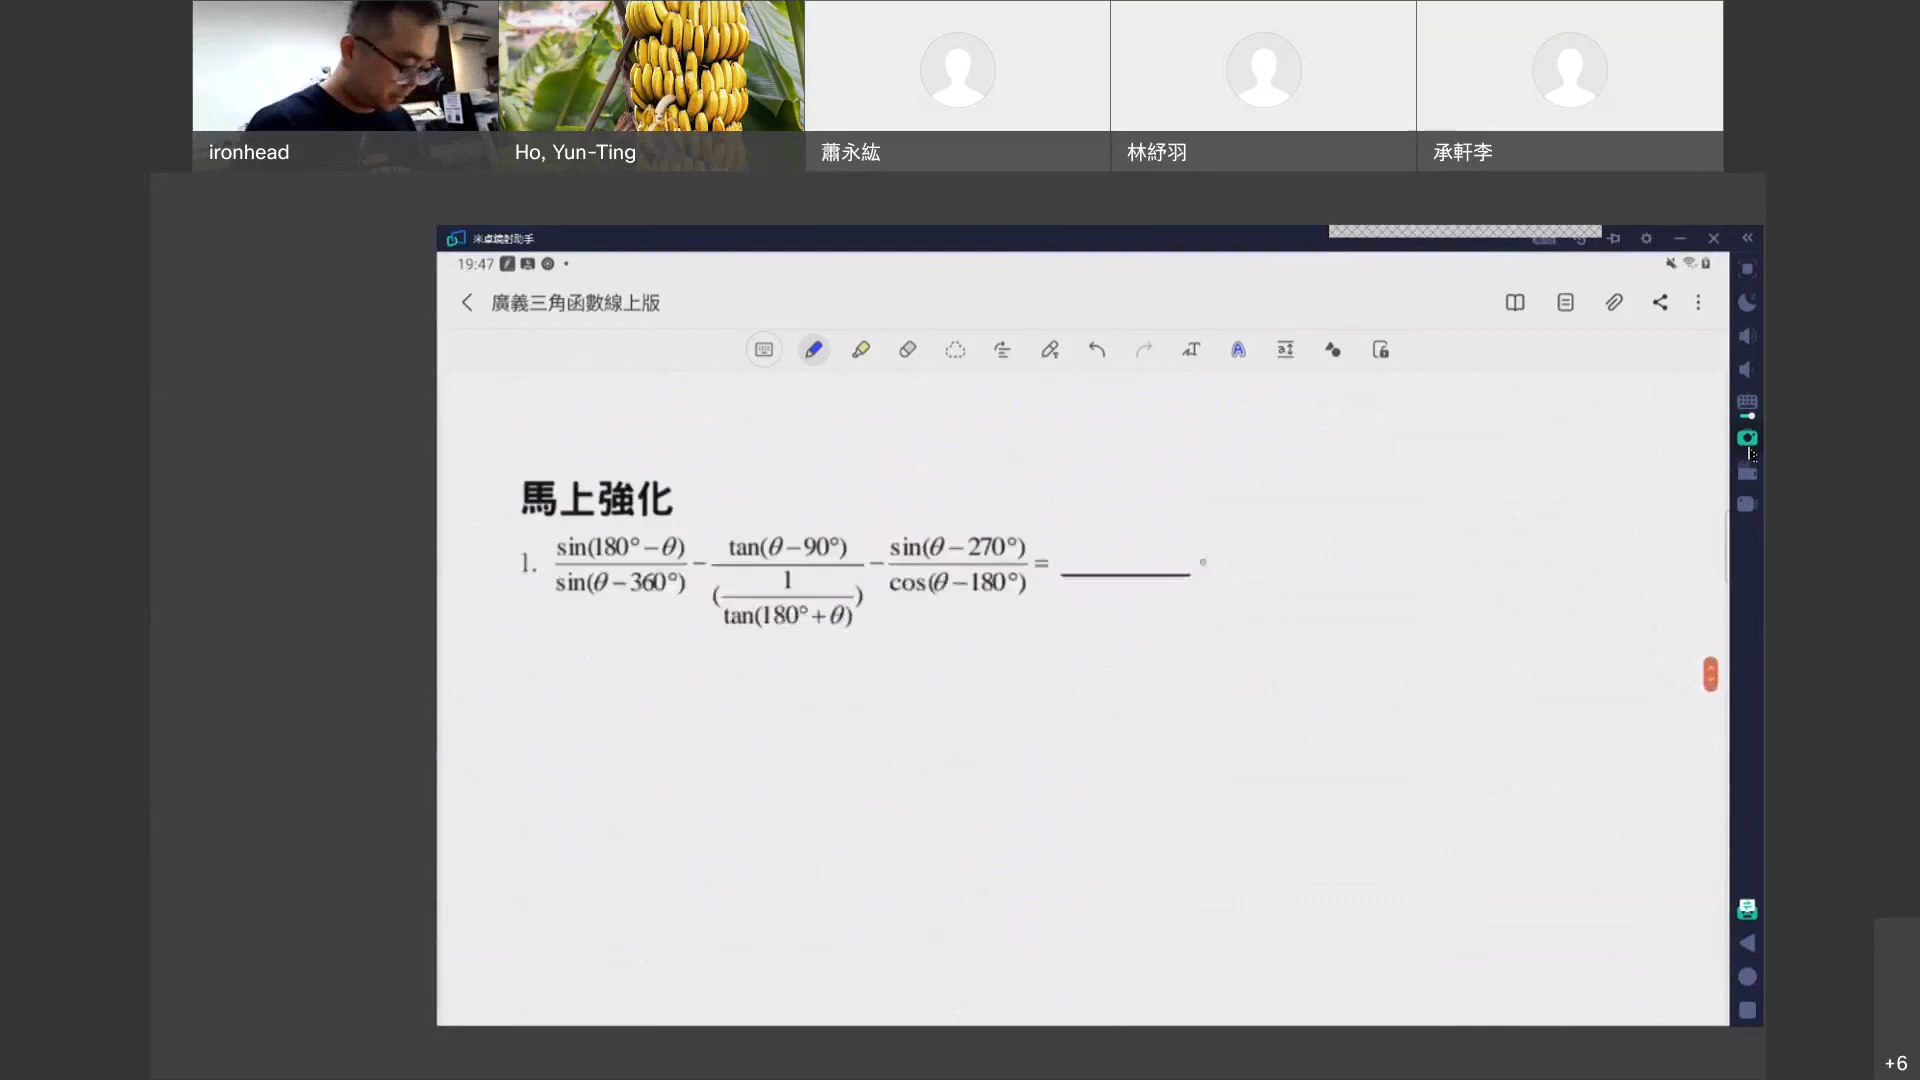 ironhead
Ho, Yun-Ting
蕭永紘
林紓羽
承軒李
19:47
廣義三角函數線上版
馬上強化
1. sin(180°−θ)/sin(θ−360°) − tan(θ−90°)/(1/tan(180°+θ)) − sin(θ−270°)/cos(θ−180°) = ________ 。
+6